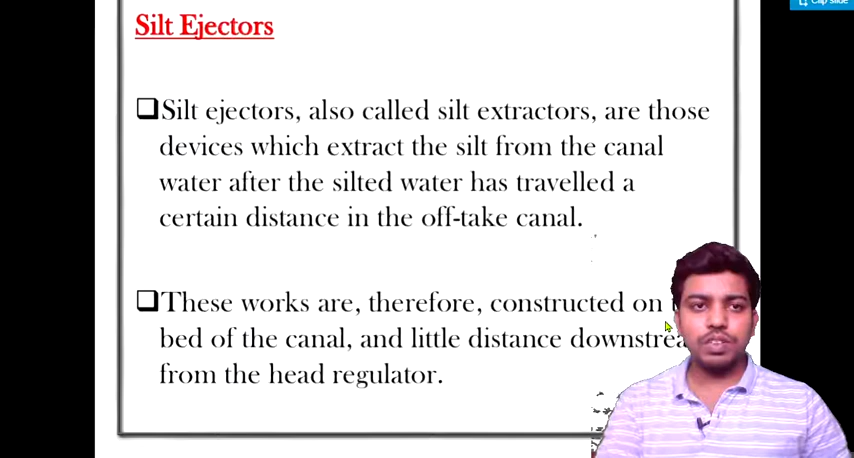 Clip slide
Silt Ejectors
❑Silt ejectors, also called silt extractors, are those
devices which extract the silt from the canal
water after the silted water has travelled a
certain distance in the off-take canal.
❑These works are, therefore, constructed on
bed of the canal, and little distance
from the head regulator.